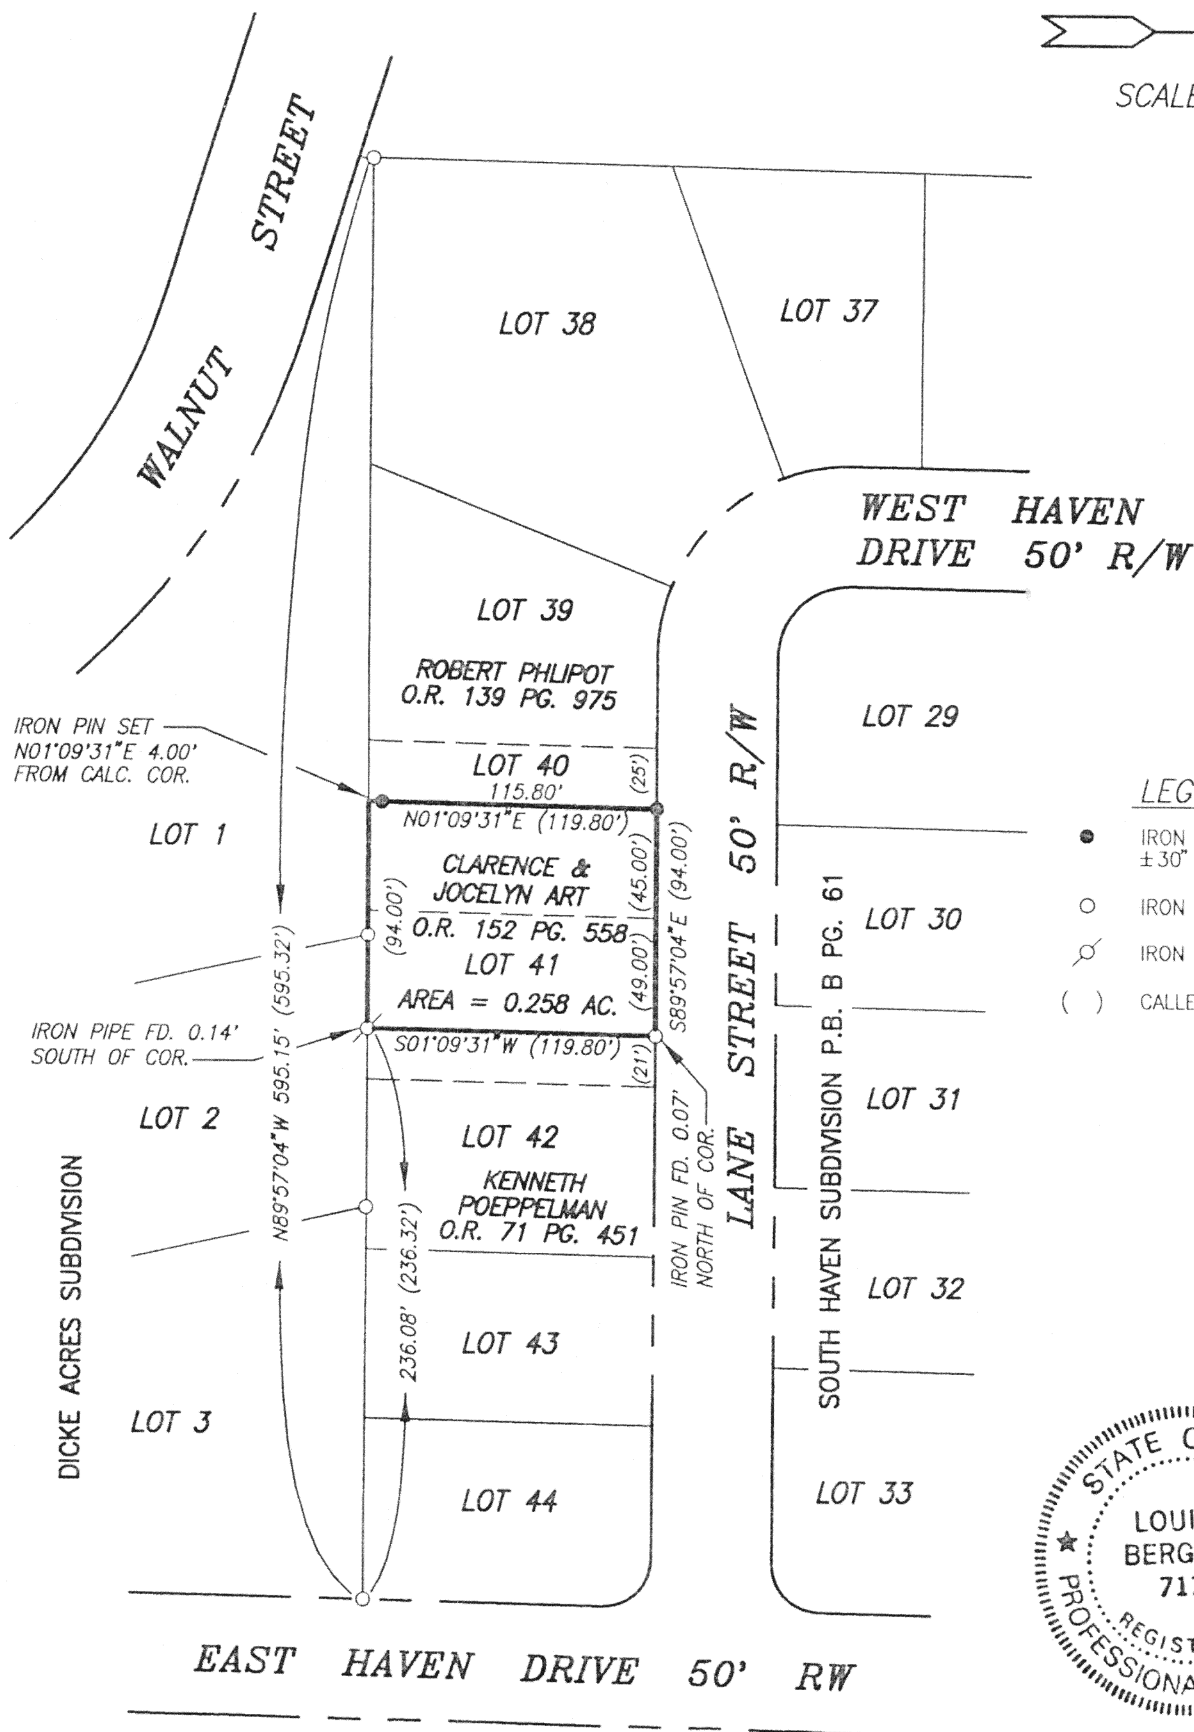 SCALE
WALNUT STREET
LOT 38
LOT 37
WEST HAVEN
DRIVE 50' R/W
LOT 39
ROBERT PHLIPOT
O.R. 139 PG. 975
IRON PIN SET
N01°09'31"E 4.00'
FROM CALC. COR.
LOT 40
(25')
115.80'
N01°09'31"E (119.80')
LOT 1
CLARENCE &
JOCELYN ART
O.R. 152 PG. 558
(94.00')
(45.00')
(49.00')
S89°57'04"E (94.00')
LOT 41
AREA = 0.258 AC.
S01°09'31"W (119.80')
(21')
IRON PIPE FD. 0.14'
SOUTH OF COR.
N89°57'04"W 595.15' (595.32')
LOT 2
LOT 42
KENNETH
POEPPELMAN
O.R. 71 PG. 451
236.08' (236.32')
IRON PIN FD. 0.07'
NORTH OF COR.
LANE STREET 50' R/W
DICKE ACRES SUBDIVISION
LOT 3
LOT 43
LOT 44
SOUTH HAVEN SUBDIVISION P.B. B PG. 61
LOT 29
LOT 30
LOT 31
LOT 32
LOT 33
LEG
IRON
±30"
IRON
IRON
( ) CALLE
EAST HAVEN DRIVE 50' RW
STATE O
LOUI
BERG
717
REGIST
PROFESSIONA